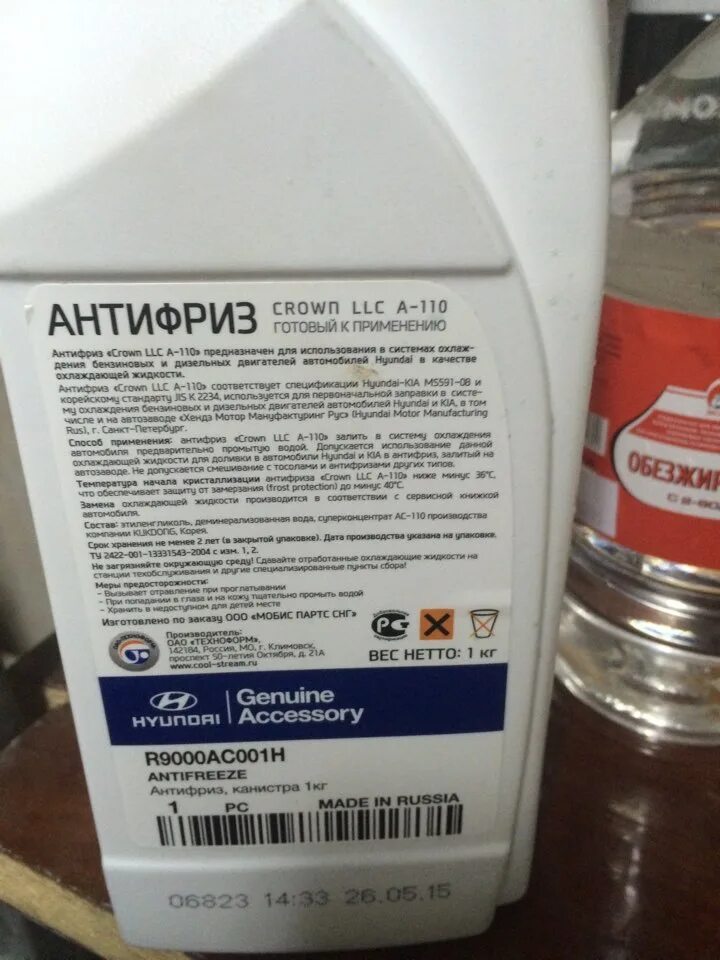 АНТИФРИЗ
CROWN LLC A-110
ГОТОВЫЙ К ПРИМЕНЕНИЮ
Антифриз «Crown LLC A-110» предназначен для использования в системах охлаж-
дения бензиновых и дизельных двигателей автомобилей Hyundai в качестве
охлаждающей жидкости.
Антифриз «Crown LLC A-110» соответствует спецификации Hyundai-KIA MS591-08 и
корейскому стандарту JIS K 2234, используется для первоначальной заправки в систе-
му охлаждения бензиновых и дизельных двигателей автомобилей Hyundai и KIA, в том
числе и на автозаводе «Хендэ Мотор Мануфактуринг Рус» (Hyundai Motor Manufacturing
Rus), г. Санкт-Петербург.
Способ применения: антифриз «Crown LLC A-110» залить в систему охлаждения
автомобиля предварительно промытую водой. Допускается использование данной
охлаждающей жидкости для доливки в автомобили Hyundai и KIA в антифриз, залитый на
автозаводе. Не допускается смешивание с тосолами и антифризами других типов.
Температура начала кристаллизации антифриза «Crown LLC A-110» ниже минус 36°С,
что обеспечивает защиту от замерзания (frost protection) до минус 40°С.
Замена охлаждающей жидкости производится в соответствии с сервисной книжкой
автомобиля.
Состав: этиленгликоль, деминерализованная вода, суперконцентрат AC-110 производства
компании KUKDONG, Корея.
Срок хранения не менее 2 лет (в закрытой упаковке). Дата производства указана на упаковке.
ТУ 2422-001-13331543-2004 с изм. 1, 2.
Не загрязняйте окружающую среду! Сдавайте отработанные охлаждающие жидкости на
станции техобслуживания и другие специализированные пункты сбора!
Меры предосторожности:
- Вызывает отравление при проглатывании
- При попадании в глаза и на кожу тщательно промыть водой
- Хранить в недоступном для детей месте
Изготовлено по заказу ООО «МОБИС ПАРТС СНГ»
Производитель:
ОАО «ТЕХНОФОРМ»,
142184, Россия, МО, г. Климовск,
проспект 50-летия Октября, д. 21А
www.cool-stream.ru
ВЕС НЕТТО: 1 кг
HYUNDAI
Genuine
Accessory
R9000AC001H
ANTIFREEZE
Антифриз, канистра 1кг
1 PC MADE IN RUSSIA
06823 14:33 26.05.15
ОБЕЗЖИР